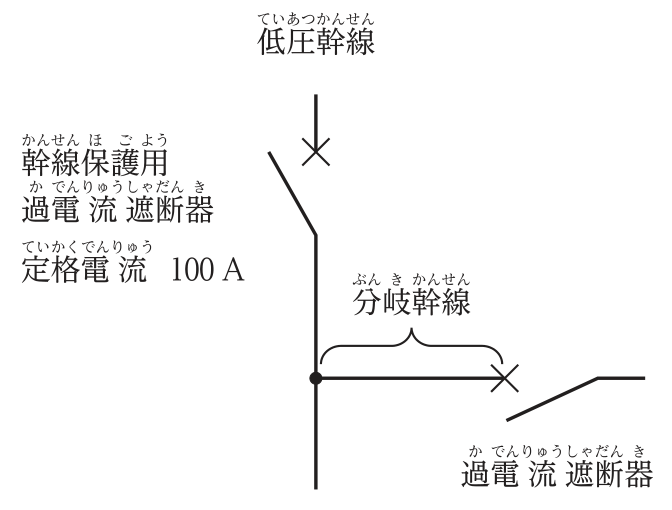 ていあつかんせん
低圧幹線
かんせん ほ ご よう
幹線保護用
か でんりゅうしゃだん き
過電流遮断器
ていかくでんりゅう
定格電流 100 A
ぶん き かんせん
分岐幹線
か でんりゅうしゃだん き
過電流遮断器